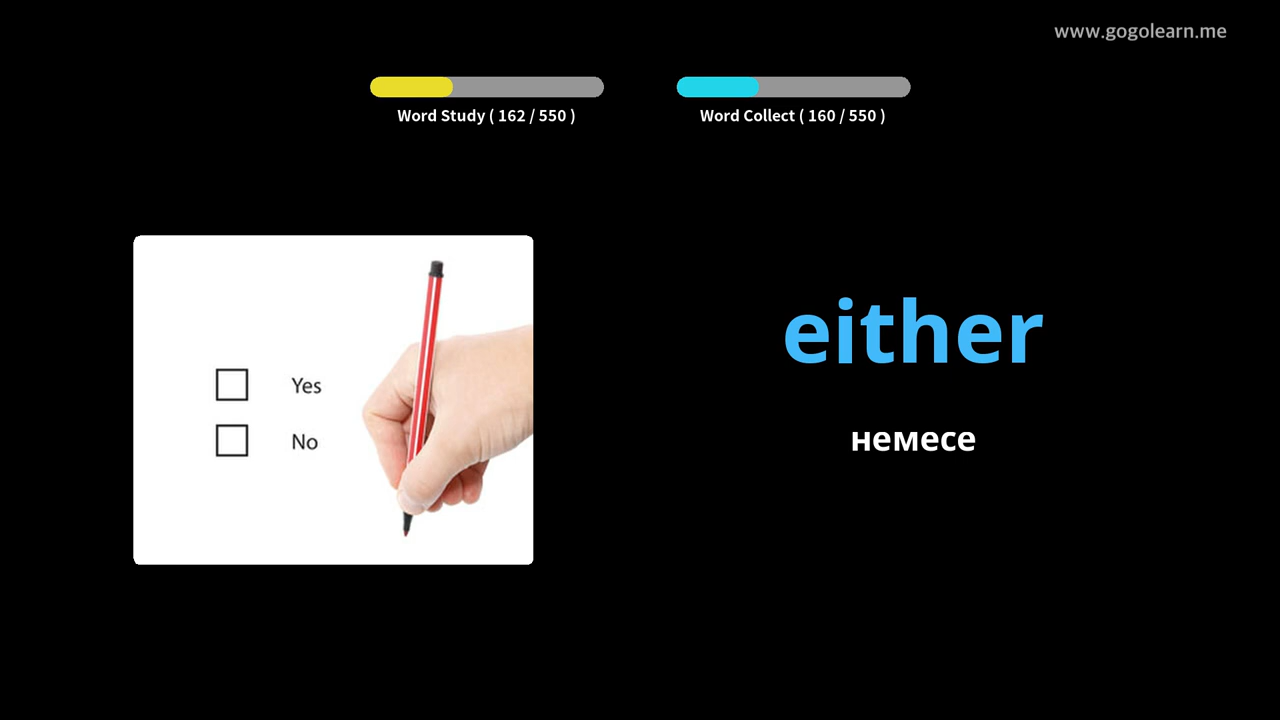 www.gogolearn.me
Word Study ( 162 / 550 )
Word Collect ( 160 / 550 )
Yes
No
either
немесе